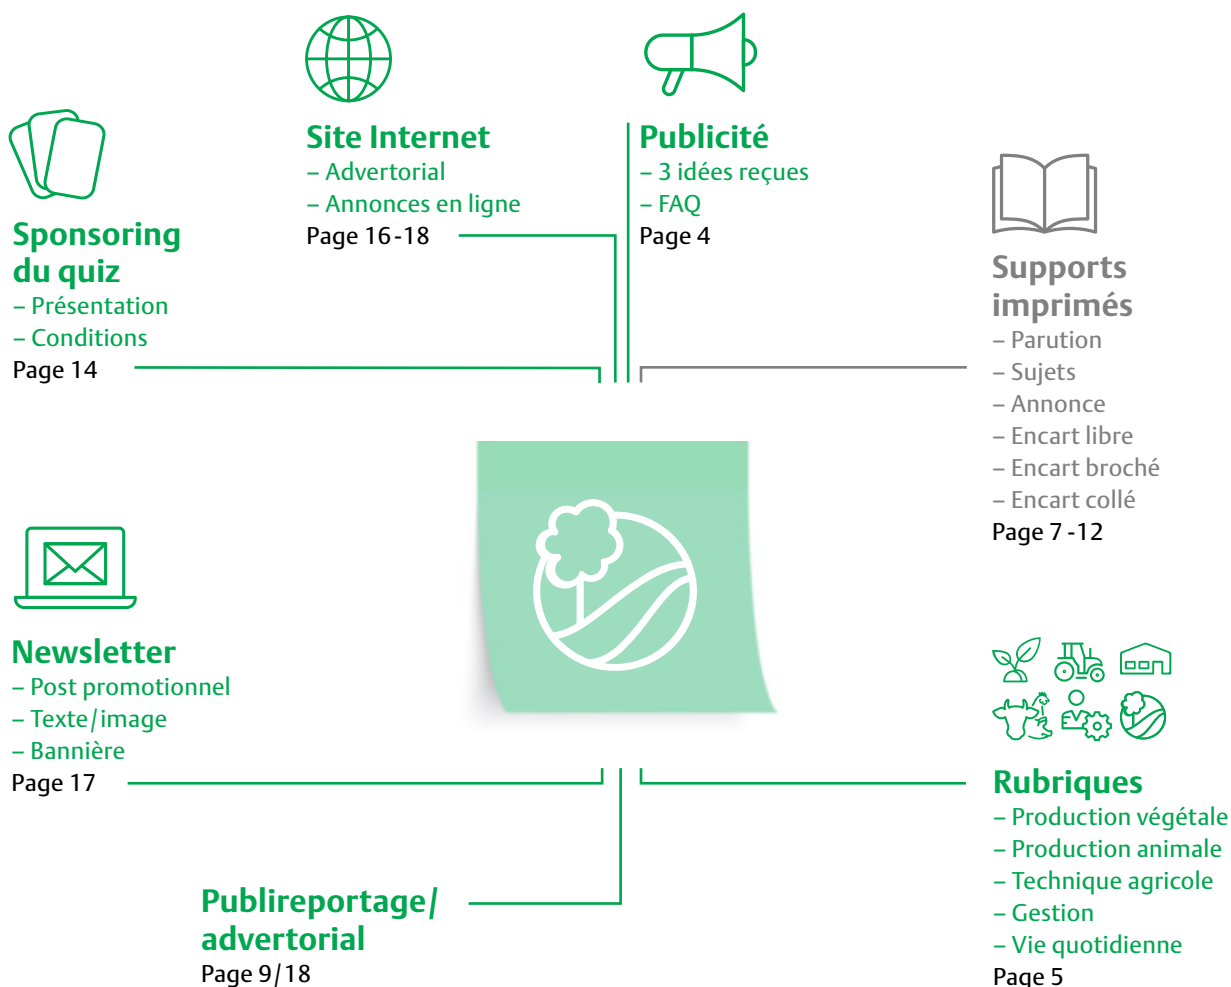 Site Internet
– Advertorial
– Annonces en ligne
Page 16-18
Publicité
– 3 idées reçues
– FAQ
Page 4
Sponsoring
du quiz
– Présentation
– Conditions
Page 14
Supports
imprimés
– Parution
– Sujets
– Annonce
– Encart libre
– Encart broché
– Encart collé
Page 7-12
Newsletter
– Post promotionnel
– Texte/image
– Bannière
Page 17
Rubriques
– Production végétale
– Production animale
– Technique agricole
– Gestion
– Vie quotidienne
Page 5
Publireportage/
advertorial
Page 9/18